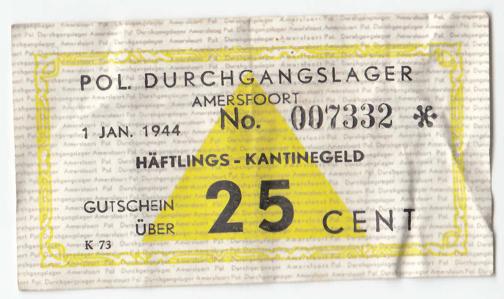 POL. DURCHGANGSLAGER
AMERSFOORT
1 JAN. 1944 No. 007332 ✻
HÄFTLINGS - KANTINEGELD
GUTSCHEIN
ÜBER 25 CENT
K 73